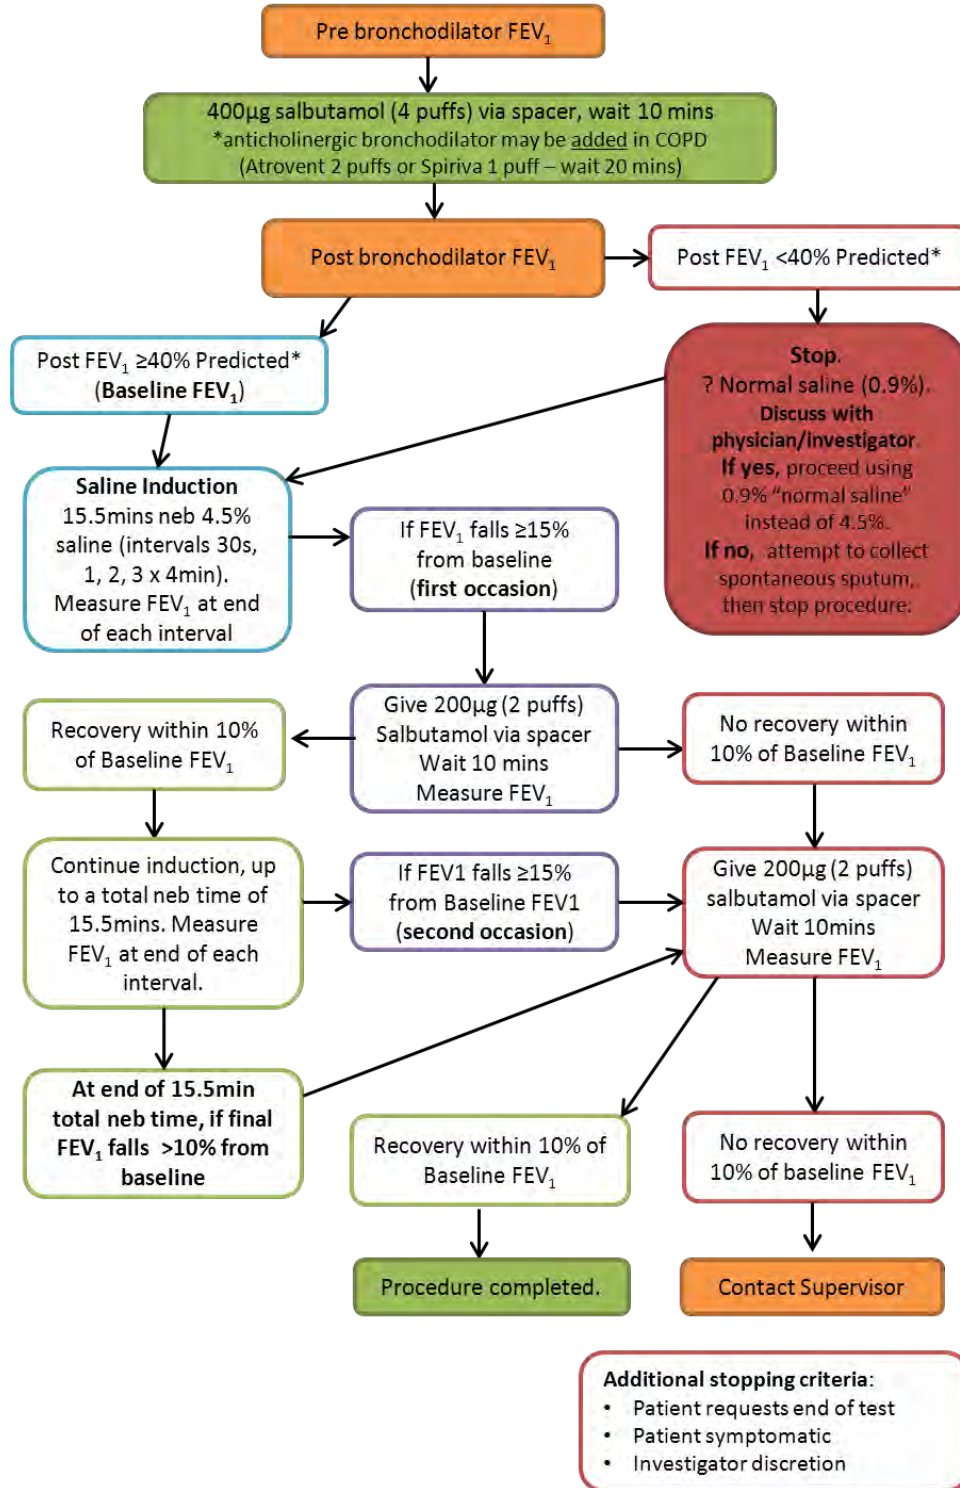 Pre bronchodilator FEV₁
400µg salbutamol (4 puffs) via spacer, wait 10 mins
*anticholinergic bronchodilator may be added in COPD
(Atrovent 2 puffs or Spiriva 1 puff – wait 20 mins)
Post bronchodilator FEV₁
Post FEV₁ <40% Predicted*
Post FEV₁ ≥40% Predicted*
(Baseline FEV₁)
Stop.
? Normal saline (0.9%).
Discuss with
physician/investigator.
If yes, proceed using
0.9% “normal saline”
instead of 4.5%.
If no, attempt to collect
spontaneous sputum,
then stop procedure.
Saline Induction
15.5mins neb 4.5%
saline (intervals 30s,
1, 2, 3 x 4min).
Measure FEV₁ at end
of each interval
If FEV₁ falls ≥15%
from baseline
(first occasion)
Give 200µg (2 puffs)
Salbutamol via spacer
Wait 10 mins
Measure FEV₁
Recovery within 10%
of Baseline FEV₁
No recovery within
10% of Baseline FEV₁
Continue induction, up
to a total neb time of
15.5mins. Measure
FEV₁ at end of each
interval.
If FEV1 falls ≥15%
from Baseline FEV1
(second occasion)
Give 200µg (2 puffs)
salbutamol via spacer
Wait 10mins
Measure FEV₁
At end of 15.5min
total neb time, if final
FEV₁ falls >10% from
baseline
Recovery within 10% of
Baseline FEV₁
No recovery within
10% of baseline FEV₁
Procedure completed.
Contact Supervisor
Additional stopping criteria:
• Patient requests end of test
• Patient symptomatic
• Investigator discretion